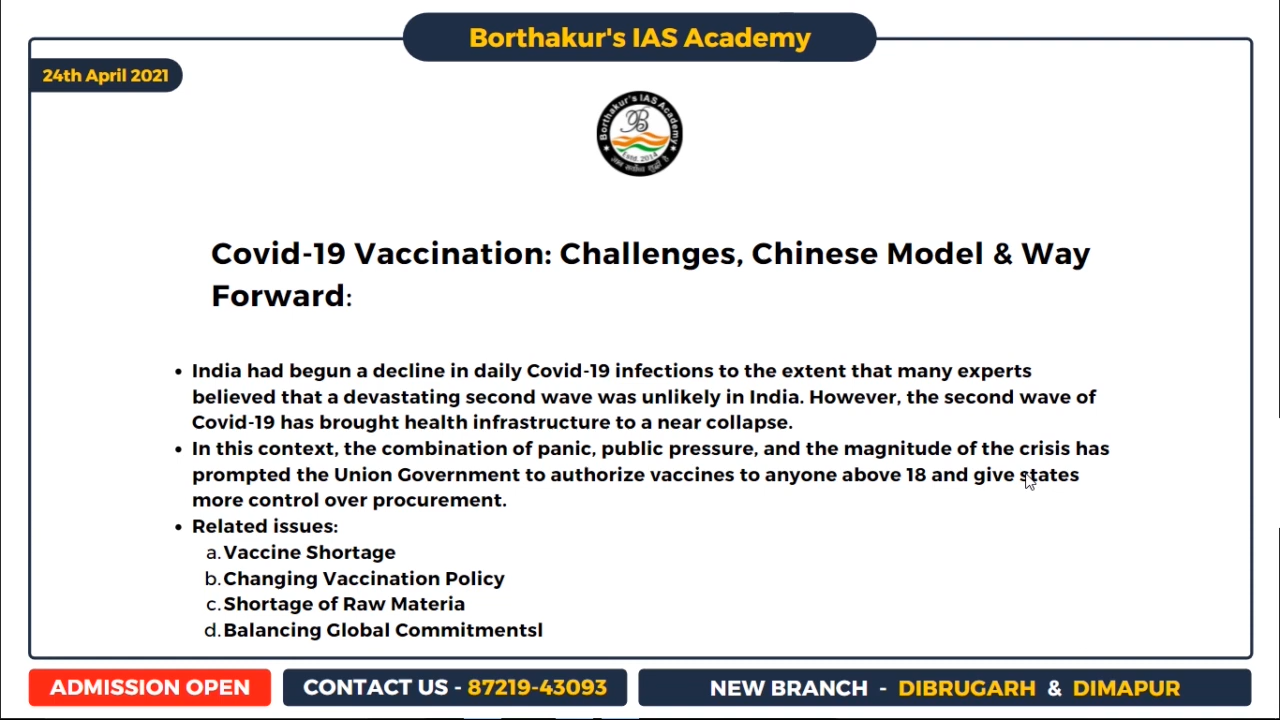 Borthakur's IAS Academy
24th April 2021
Borthakur's IAS Academy
B
Estd. 2014
Covid-19 Vaccination: Challenges, Chinese Model & Way
Forward:
• India had begun a decline in daily Covid-19 infections to the extent that many experts
believed that a devastating second wave was unlikely in India. However, the second wave of
Covid-19 has brought health infrastructure to a near collapse.
• In this context, the combination of panic, public pressure, and the magnitude of the crisis has
prompted the Union Government to authorize vaccines to anyone above 18 and give states
more control over procurement.
• Related issues:
a. Vaccine Shortage
b. Changing Vaccination Policy
c. Shortage of Raw Materia
d. Balancing Global Commitmentsl
ADMISSION OPEN
CONTACT US - 87219-43093
NEW BRANCH - DIBRUGARH & DIMAPUR